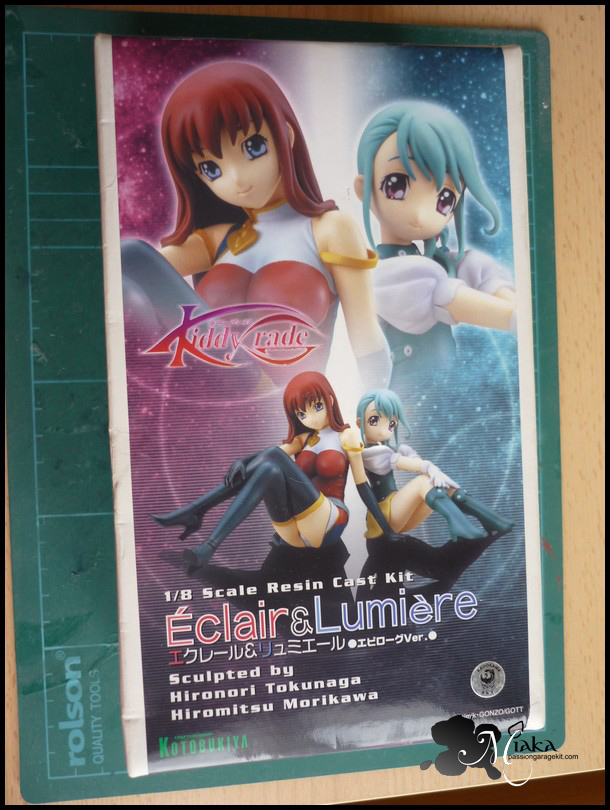 Kiddy Grade
1/8 Scale Resin Cast Kit
Éclair&Lumière
エクレール&リュミエール●エピローグVer.●
Sculpted by
Hironori Tokunaga
Hiromitsu Morikawa
KOTOBUKIYA
GONZO/GOTT
rolson®
QUALITY TOOLS
Miaka
passiongaragekit.com